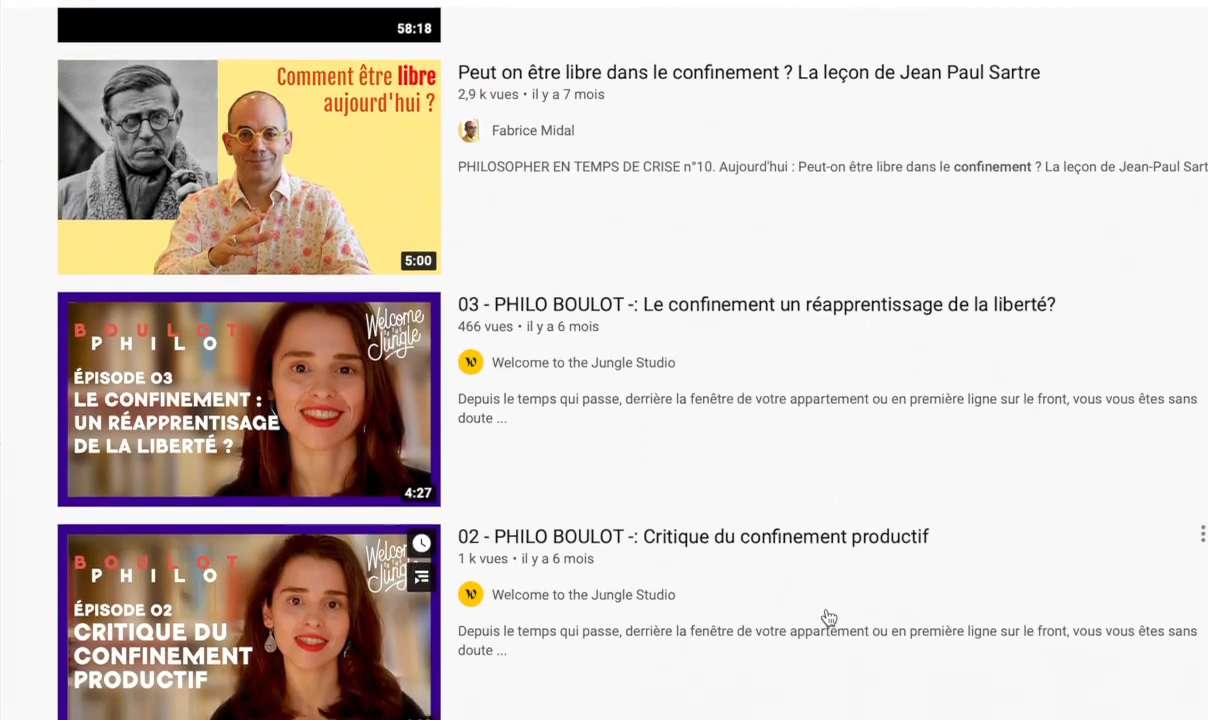 58:18
Comment être libre
aujourd'hui ?
5:00
Peut on être libre dans le confinement ? La leçon de Jean Paul Sartre
2,9 k vues • il y a 7 mois
Fabrice Midal
PHILOSOPHER EN TEMPS DE CRISE n°10. Aujourd'hui : Peut-on être libre dans le confinement ? La leçon de Jean-Paul Sart
BOULOT
PHILO
Welcome
to the
Jungle
ÉPISODE 03
LE CONFINEMENT :
UN RÉAPPRENTISAGE
DE LA LIBERTÉ ?
4:27
03 - PHILO BOULOT -: Le confinement un réapprentissage de la liberté?
466 vues • il y a 6 mois
W
Welcome to the Jungle Studio
Depuis le temps qui passe, derrière la fenêtre de votre appartement ou en première ligne sur le front, vous vous êtes sans
doute ...
BOULOT
PHILO
ÉPISODE 02
CRITIQUE DU
CONFINEMENT
PRODUCTIF
02 - PHILO BOULOT -: Critique du confinement productif
1 k vues • il y a 6 mois
W
Welcome to the Jungle Studio
Depuis le temps qui passe, derrière la fenêtre de votre appartement ou en première ligne sur le front, vous vous êtes sans
doute ...